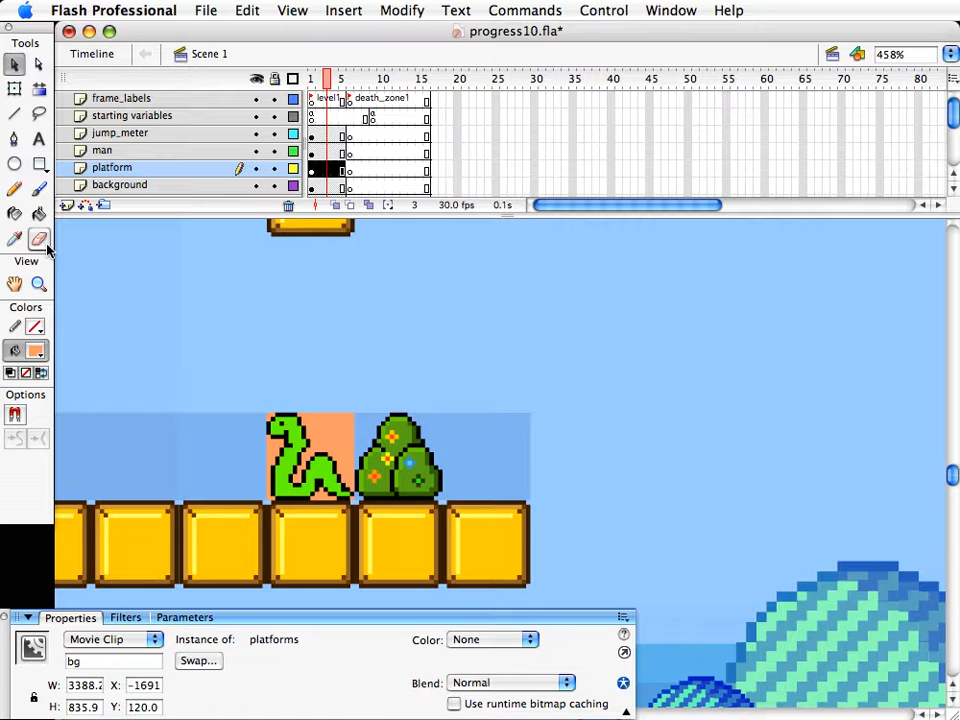 Flash Professional File Edit View Insert Modify Text Commands Control Window Help
progress10.fla*
Tools
Timeline Scene 1 458%
1 5 10 15 20 25 30 35 40 45 50 55 60 65 70 75 80
frame_labels level1 death_zone1
starting variables a a
jump_meter
man
platform
background
3 30.0 fps 0.1s
View
Colors
Options
Properties Filters Parameters
Movie Clip Instance of: platforms Color: None
bg Swap...
W: 3388.2 X: -1691 Blend: Normal
H: 835.9 Y: 120.0 Use runtime bitmap caching